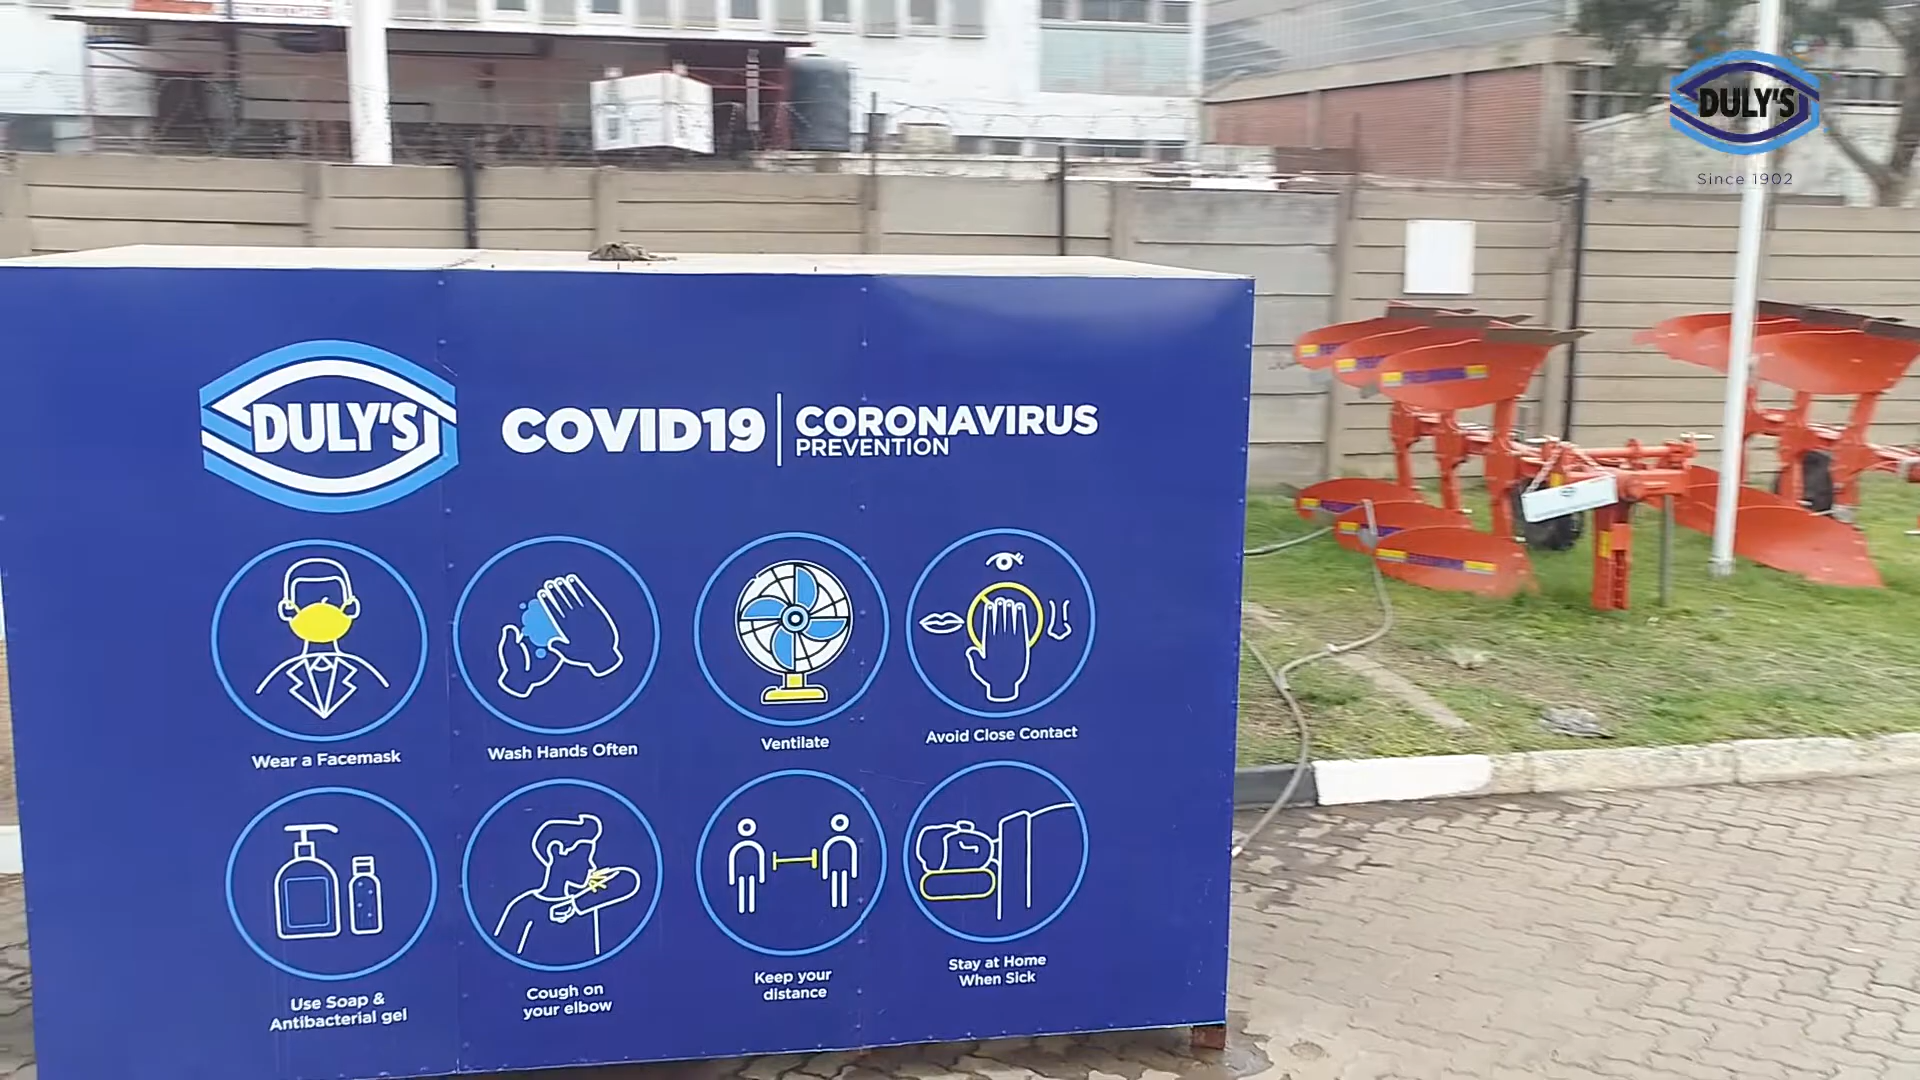 DULY'S
Since 1902
DULY'S
COVID19
CORONAVIRUS
PREVENTION
Wear a Facemask
Wash Hands Often
Ventilate
Avoid Close Contact
Use Soap &
Antibacterial gel
Cough on
your elbow
Keep your
distance
Stay at Home
When Sick